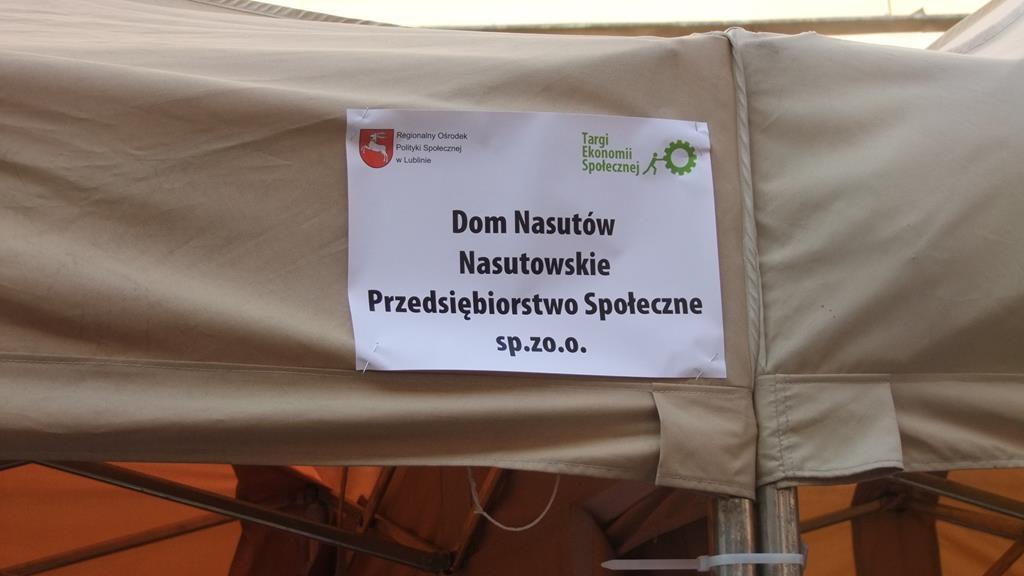 Regionalny Ośrodek
Polityki Społecznej
w Lublinie
Targi
Ekonomii
Społecznej
Dom Nasutów
Nasutowskie
Przedsiębiorstwo Społeczne
sp.zo.o.